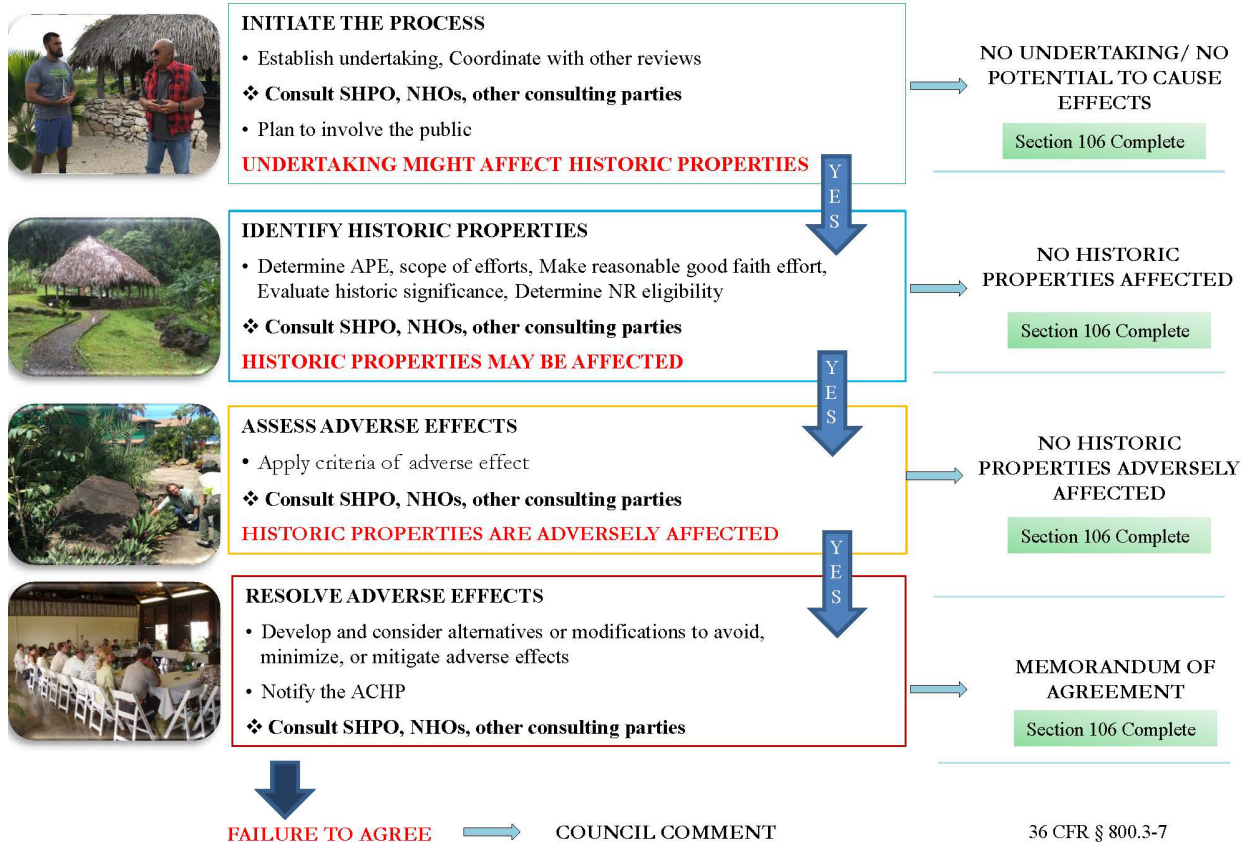 INITIATE THE PROCESS
• Establish undertaking, Coordinate with other reviews
❖ Consult SHPO, NHOs, other consulting parties
• Plan to involve the public
UNDERTAKING MIGHT AFFECT HISTORIC PROPERTIES
YES
NO UNDERTAKING/ NO
POTENTIAL TO CAUSE
EFFECTS
Section 106 Complete
IDENTIFY HISTORIC PROPERTIES
• Determine APE, scope of efforts, Make reasonable good faith effort,
Evaluate historic significance, Determine NR eligibility
❖ Consult SHPO, NHOs, other consulting parties
HISTORIC PROPERTIES MAY BE AFFECTED
YES
NO HISTORIC
PROPERTIES AFFECTED
Section 106 Complete
ASSESS ADVERSE EFFECTS
• Apply criteria of adverse effect
❖ Consult SHPO, NHOs, other consulting parties
HISTORIC PROPERTIES ARE ADVERSELY AFFECTED
YES
NO HISTORIC
PROPERTIES ADVERSELY
AFFECTED
Section 106 Complete
RESOLVE ADVERSE EFFECTS
• Develop and consider alternatives or modifications to avoid,
minimize, or mitigate adverse effects
• Notify the ACHP
❖ Consult SHPO, NHOs, other consulting parties
MEMORANDUM OF
AGREEMENT
Section 106 Complete
FAILURE TO AGREE
COUNCIL COMMENT
36 CFR § 800.3-7